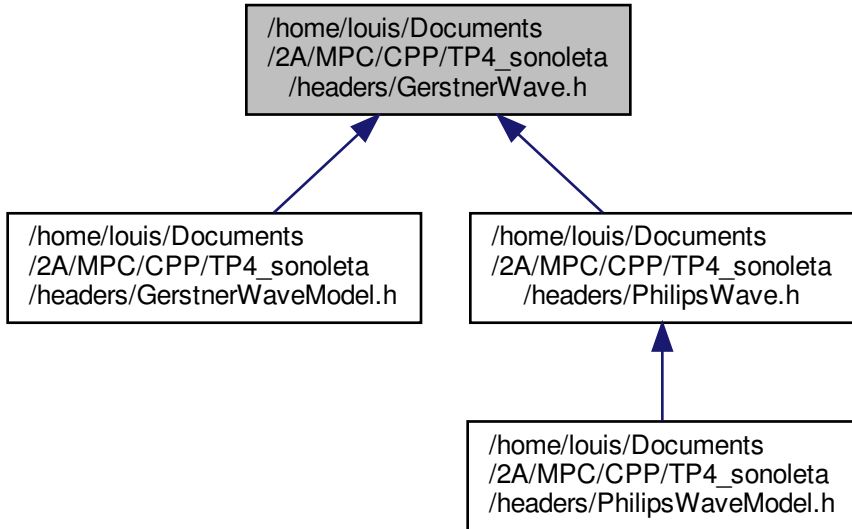 /home/louis/Documents
/2A/MPC/CPP/TP4_sonoleta
/headers/GerstnerWave.h
/home/louis/Documents
/2A/MPC/CPP/TP4_sonoleta
/headers/GerstnerWaveModel.h
/home/louis/Documents
/2A/MPC/CPP/TP4_sonoleta
/headers/PhilipsWave.h
/home/louis/Documents
/2A/MPC/CPP/TP4_sonoleta
/headers/PhilipsWaveModel.h